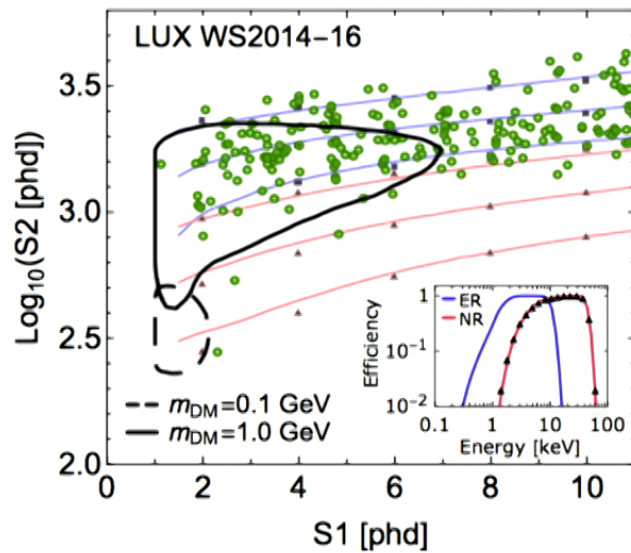 LUX WS2014−16
Log₁₀(S2 [phd])
3.5
3.0
2.5
2.0
0
2
4
6
8
10
S1 [phd]
m_DM=0.1 GeV
m_DM=1.0 GeV
ER
NR
Efficiency
1
10⁻¹
10⁻²
0.1
1
10
100
Energy [keV]